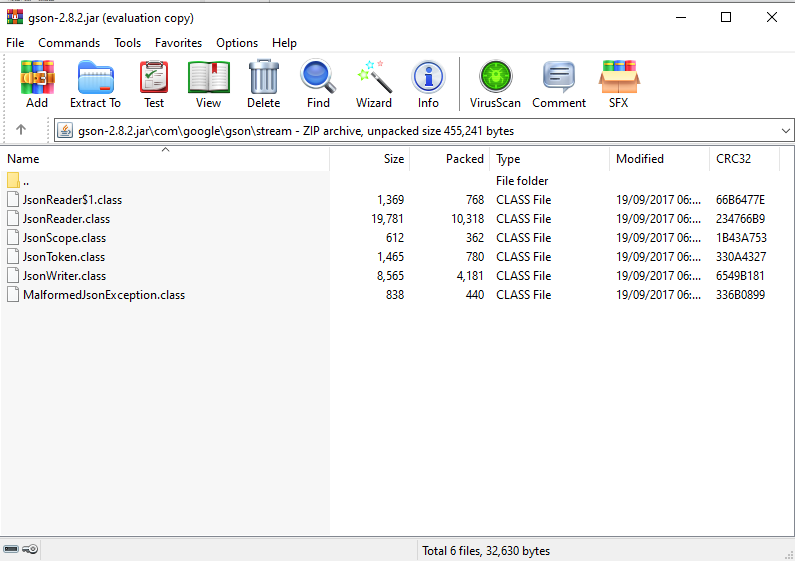 gson-2.8.2.jar (evaluation copy)
File Commands Tools Favorites Options Help
Add Extract To Test View Delete Find Wizard Info VirusScan Comment SFX
gson-2.8.2.jar\com\google\gson\stream - ZIP archive, unpacked size 455,241 bytes
Name Size Packed Type Modified CRC32
.. File folder
JsonReader$1.class 1,369 768 CLASS File 19/09/2017 06:... 66B6477E
JsonReader.class 19,781 10,318 CLASS File 19/09/2017 06:... 234766B9
JsonScope.class 612 362 CLASS File 19/09/2017 06:... 1B43A753
JsonToken.class 1,465 780 CLASS File 19/09/2017 06:... 330A4327
JsonWriter.class 8,565 4,181 CLASS File 19/09/2017 06:... 6549B181
MalformedJsonException.class 838 440 CLASS File 19/09/2017 06:... 336B0899
Total 6 files, 32,630 bytes